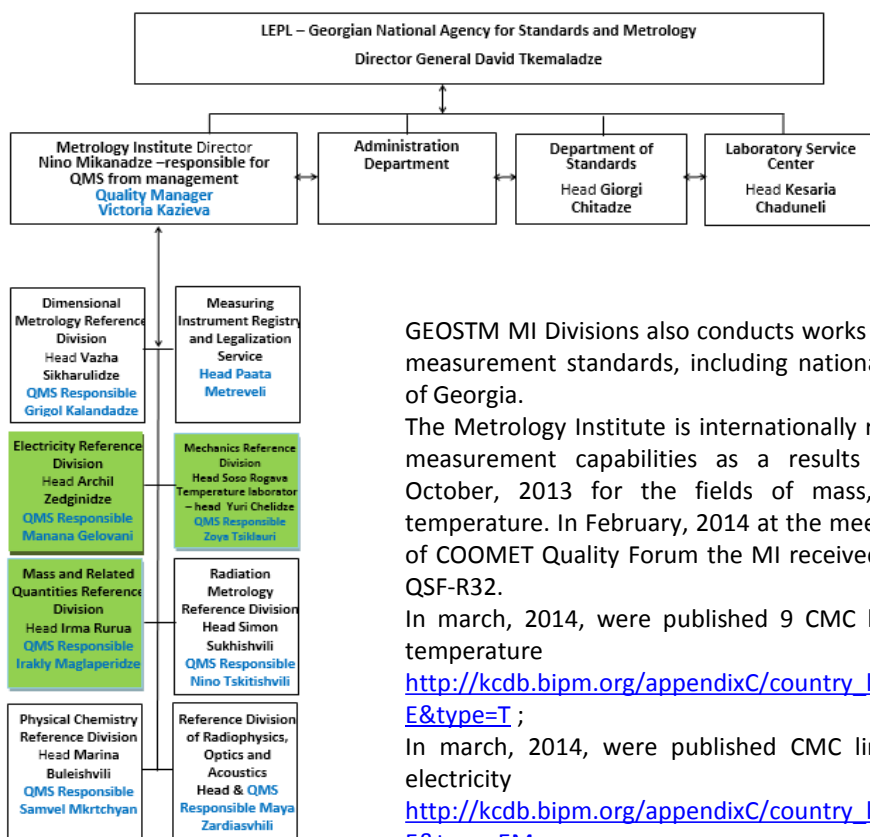 LEPL – Georgian National Agency for Standards and Metrology
Director General David Tkemaladze
Metrology Institute Director
Nino Mikanadze –responsible for
QMS from management
Quality Manager
Victoria Kazieva
Administration
Department
Department of
Standards
Head Giorgi
Chitadze
Laboratory Service
Center
Head Kesaria
Chaduneli
Dimensional
Metrology Reference
Division
Head Vazha
Sikharulidze
QMS Responsible
Grigol Kalandadze
Measuring
Instrument Registry
and Legalization
Service
Head Paata
Metreveli
Electricity Reference
Division
Head Archil
Zedginidze
QMS Responsible
Manana Gelovani
Mechanics Reference
Division
Head Soso Rogava
Temperature laborator
– head Yuri Chelidze
QMS Responsible
Zoya Tsiklauri
Mass and Related
Quantities Reference
Division
Head Irma Rurua
QMS Responsible
Irakly Maglaperidze
Radiation
Metrology
Reference Division
Head Simon
Sukhishvili
QMS Responsible
Nino Tskitishvili
Physical Chemistry
Reference Division
Head Marina
Buleishvili
QMS Responsible
Samvel Mkrtchyan
Reference Division
of Radiophysics,
Optics and
Acoustics
Head & QMS
Responsible Maya
Zardiasvhili
GEOSTM MI Divisions also conducts works
measurement standards, including nationa
of Georgia.
The Metrology Institute is internationally r
measurement capabilities as a results
October, 2013 for the fields of mass,
temperature. In February, 2014 at the mee
of COOMET Quality Forum the MI received
QSF-R32.
In march, 2014, were published 9 CMC l
temperature
http://kcdb.bipm.org/appendixC/country_l
E&type=T ;
In march, 2014, were published CMC lin
electricity
http://kcdb.bipm.org/appendixC/country_l